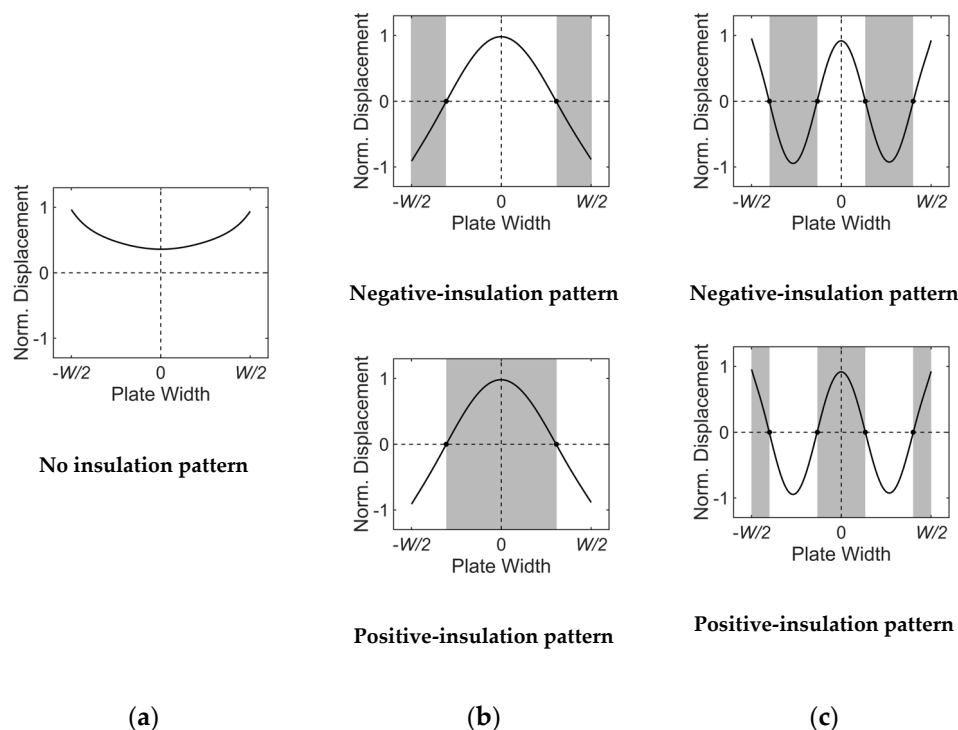 1
0
-1
Norm. Displacement
-W/2 0 W/2
Plate Width
No insulation pattern
1
0
-1
Norm. Displacement
-W/2 0 W/2
Plate Width
Negative-insulation pattern
1
0
-1
Norm. Displacement
-W/2 0 W/2
Plate Width
Positive-insulation pattern
1
0
-1
Norm. Displacement
-W/2 0 W/2
Plate Width
Negative-insulation pattern
1
0
-1
Norm. Displacement
-W/2 0 W/2
Plate Width
Positive-insulation pattern
(a) (b) (c)